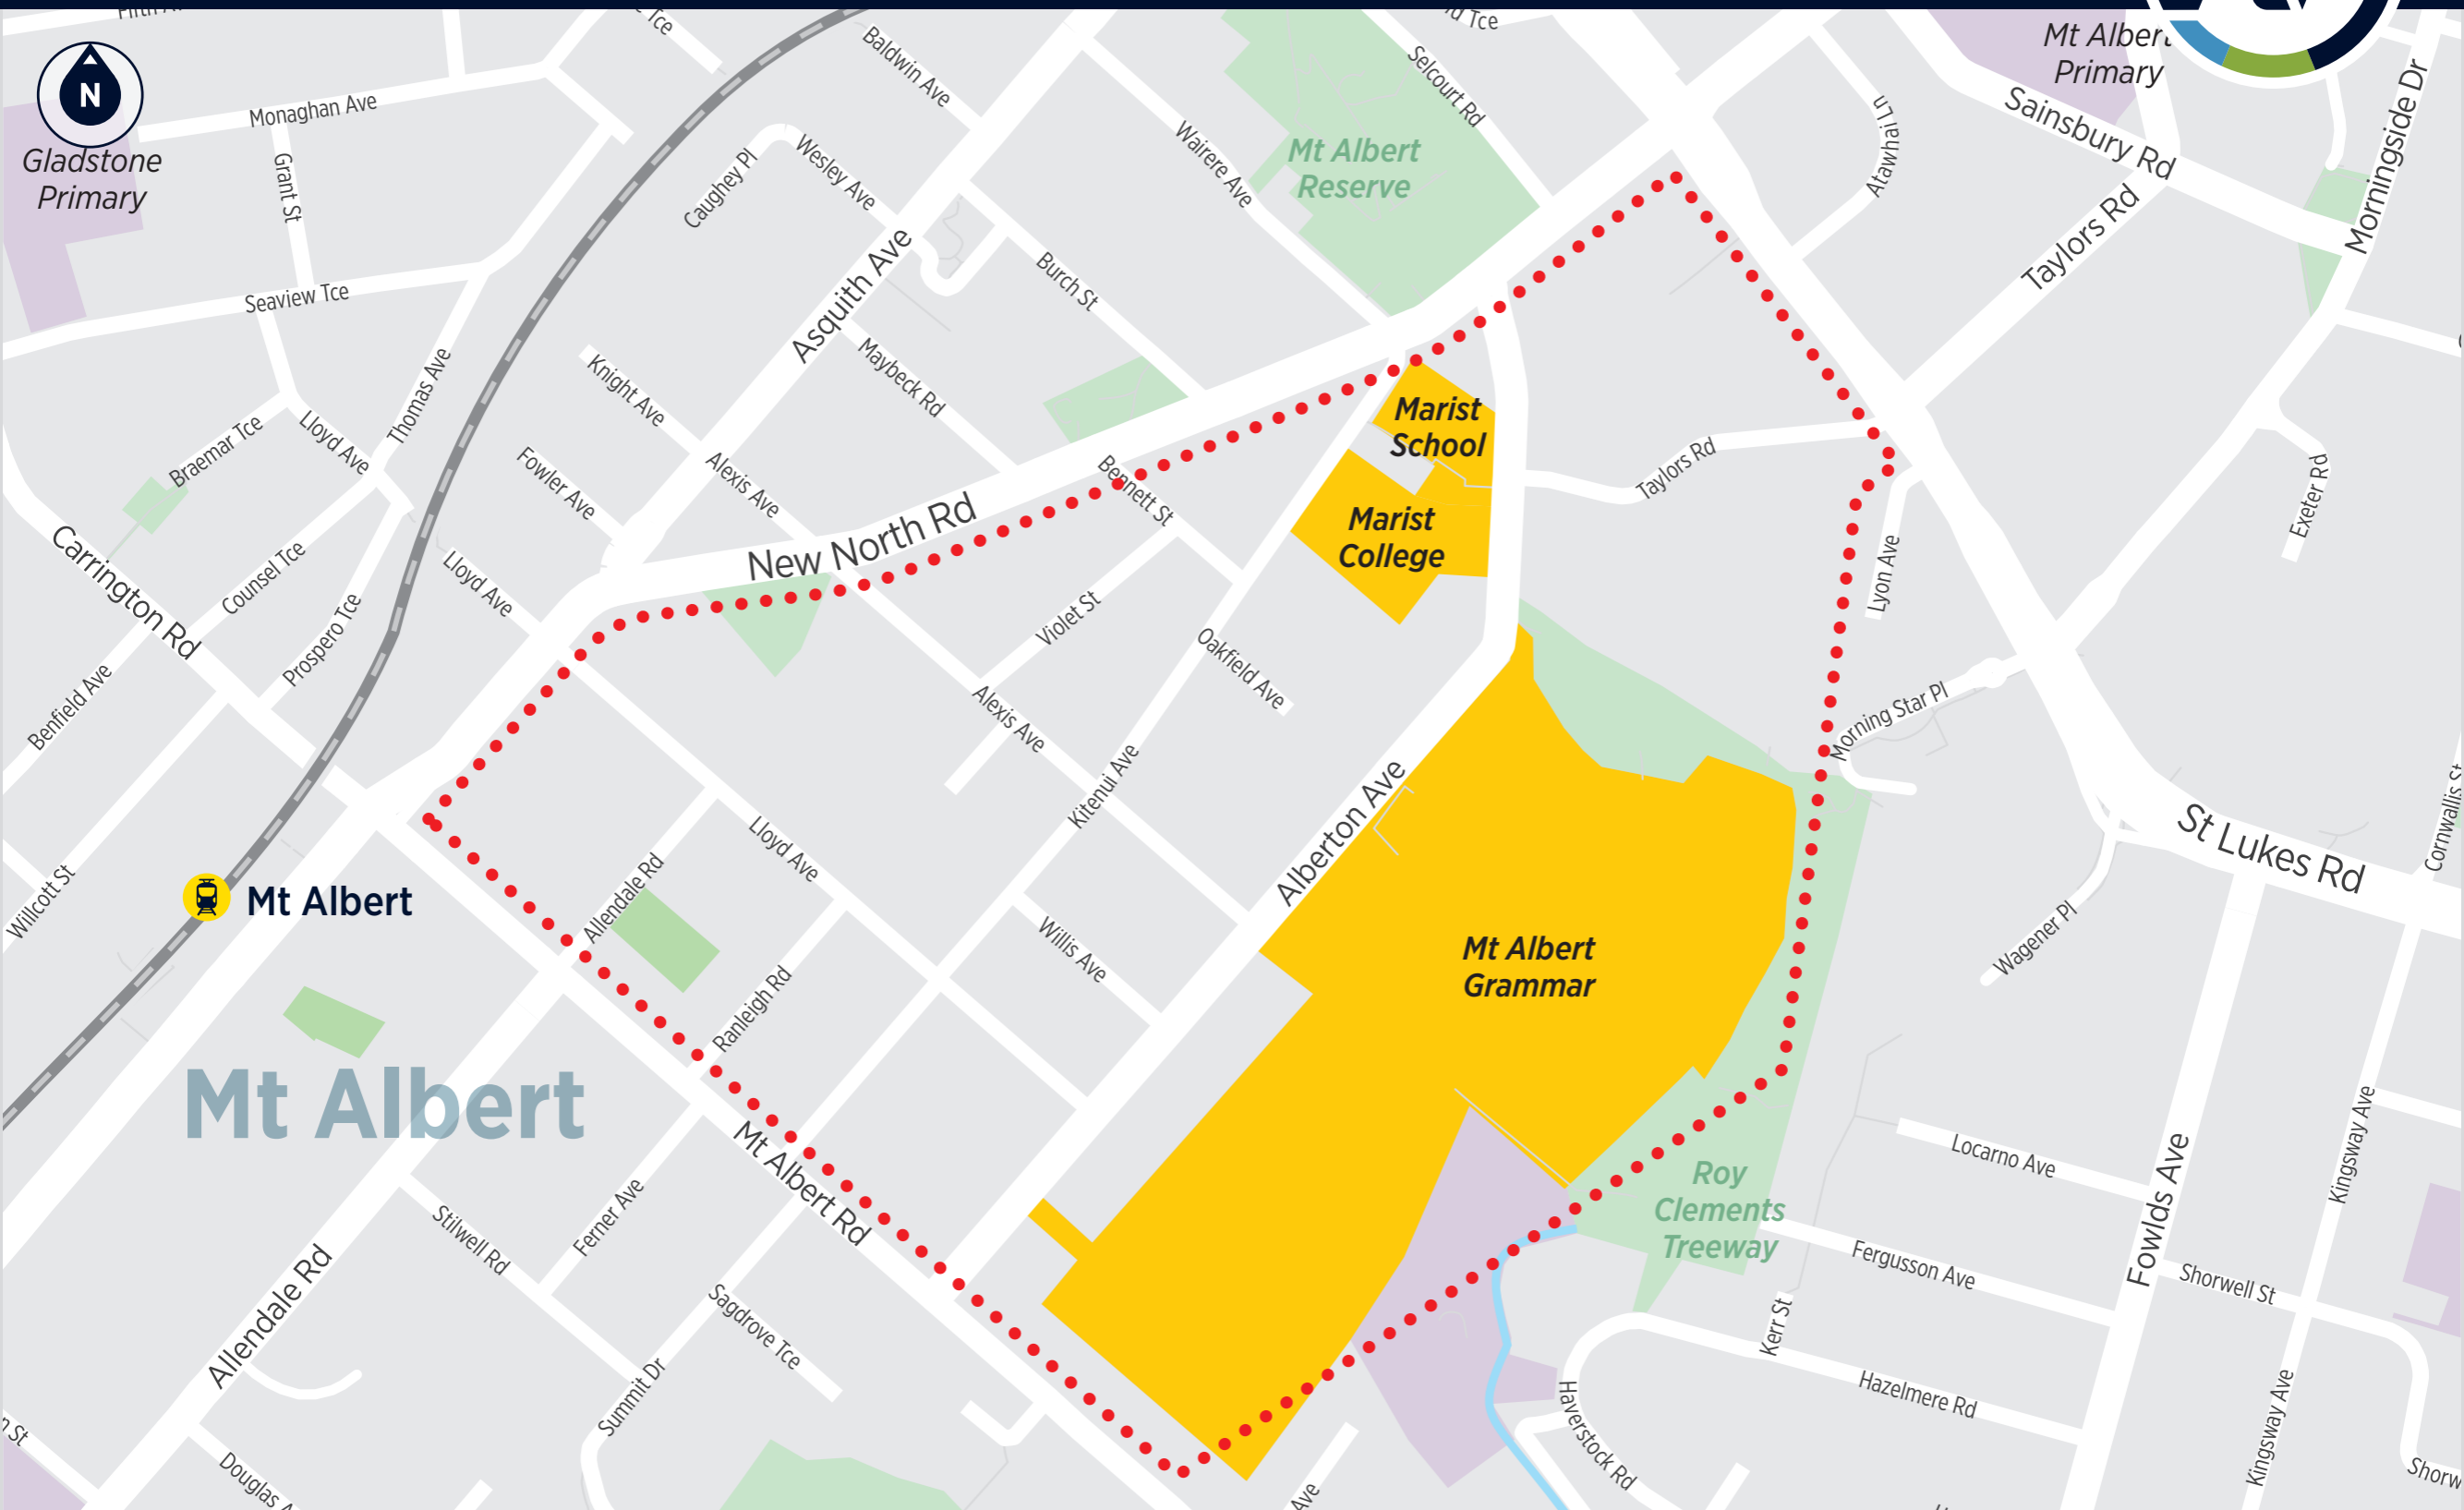 N
Gladstone
Primary
Monaghan Ave
Grant St
Seaview Tce
Baldwin Ave
Caughey Pl
Wesley Ave
Asquith Ave
Burch St
Wairere Ave
Selcourt Rd
Mt Albert
Reserve
Mt Albert
Primary
Atawhai Ln
Sainsbury Rd
Taylors Rd
Morningside Dr
Thomas Ave
Lloyd Ave
Braemar Tce
Knight Ave
Maybeck Rd
Fowler Ave
Alexis Ave
Bennett St
Marist
School
Marist
College
Taylors Rd
Exeter Rd
Carrington Rd
Counsel Tce
Prospero Tce
Lloyd Ave
New North Rd
Violet St
Oakfield Ave
Lyon Ave
Benfield Ave
Alexis Ave
Morning Star Pl
Kitenui Ave
Alberton Ave
Willcott St
Mt Albert
Allendale Rd
Lloyd Ave
Willis Ave
Mt Albert
Grammar
St Lukes Rd
Cornwallis St
Wagener Pl
Ranleigh Rd
Mt Albert
Mt Albert Rd
Roy
Clements
Treeway
Locarno Ave
Kingsway Ave
Fowlds Ave
Fergusson Ave
Shorwell St
Stilwell Rd
Ferner Ave
Allendale Rd
Sagdrove Tce
Summit Dr
Kerr St
Hazelmere Rd
Haverstock Rd
Kingsway Ave
Douglas
Ave